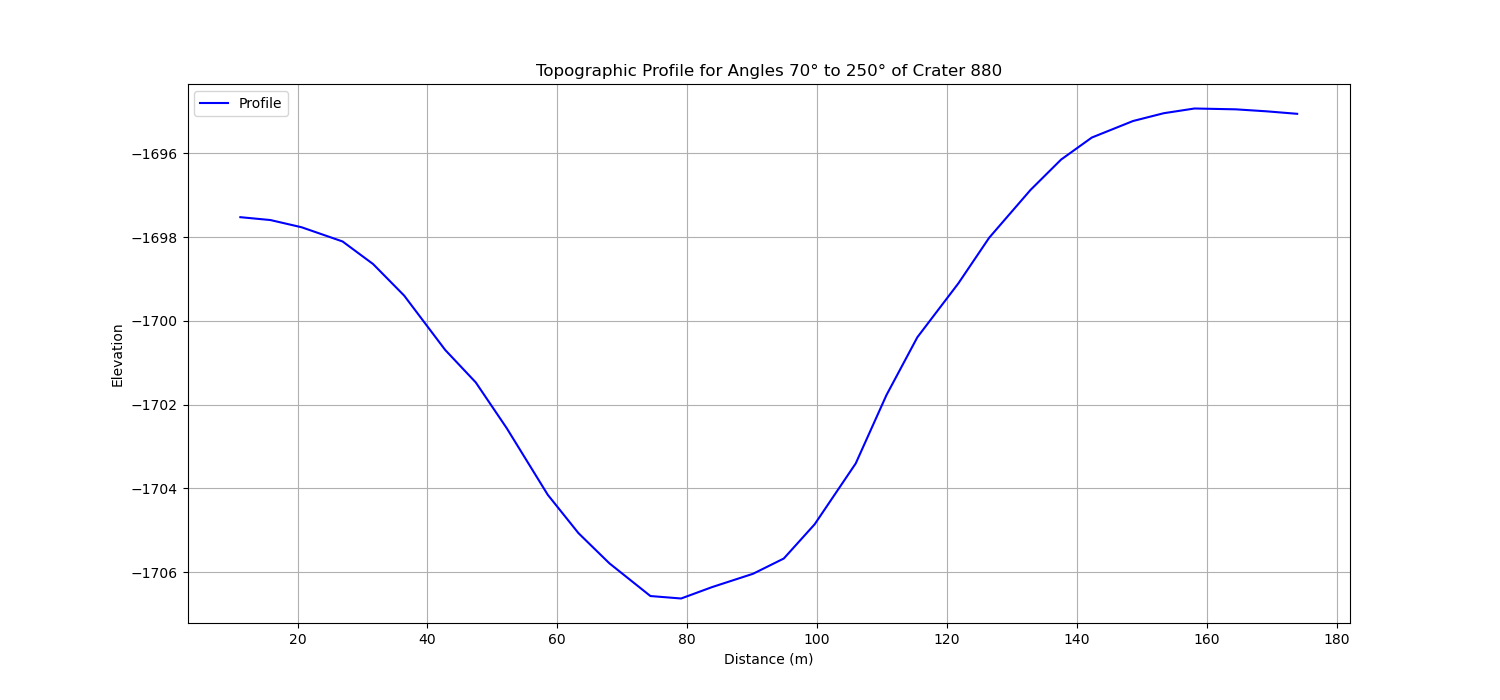 Topographic Profile for Angles 70° to 250° of Crater 880
Profile
Elevation
−1696
−1698
−1700
−1702
−1704
−1706
20 40 60 80 100 120 140 160 180
Distance (m)